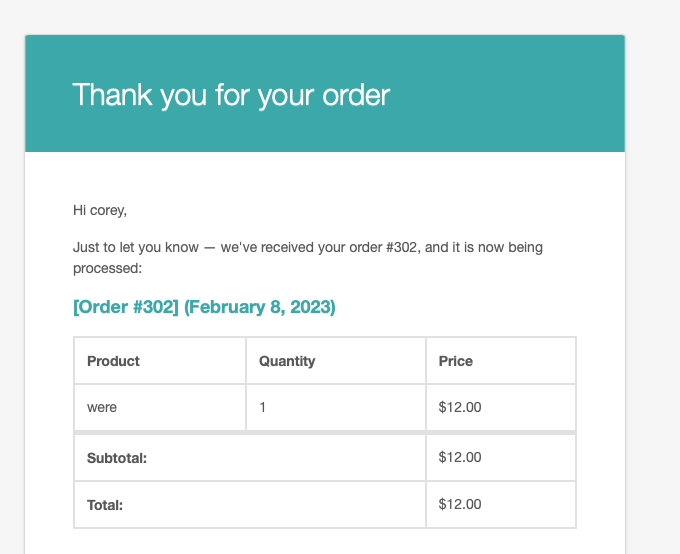 Thank you for your order
Hi corey,
Just to let you know — we've received your order #302, and it is now being
processed:
[Order #302] (February 8, 2023)
Product Quantity Price
were 1 $12.00
Subtotal: $12.00
Total: $12.00